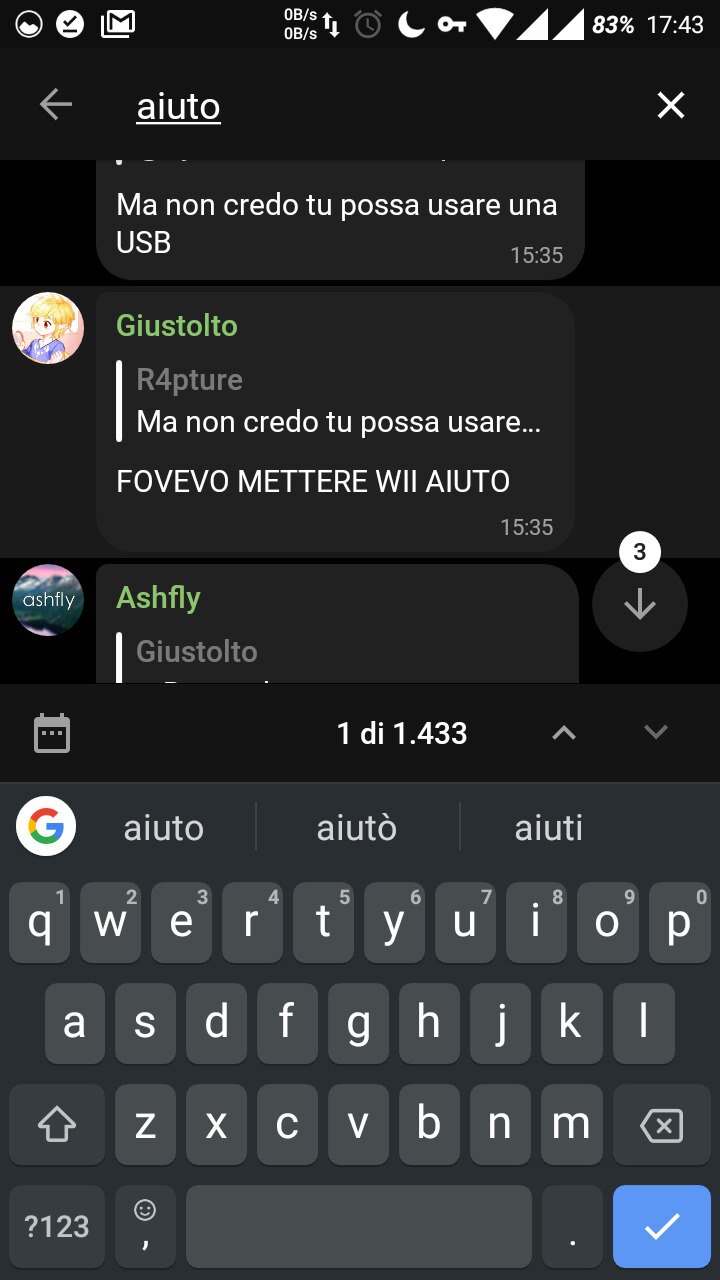 0B/s
0B/s
83% 17:43
aiuto
Ma non credo tu possa usare una
USB
15:35
Giustolto
R4pture
Ma non credo tu possa usare...
FOVEVO METTERE WII AIUTO
15:35
3
ashfly
Ashfly
Giustolto
1 di 1.433
G aiuto aiutò aiuti
q1 w2 e3 r4 t5 y6 u7 i8 o9 p0
a s d f g h j k l
z x c v b n m
?123 , .